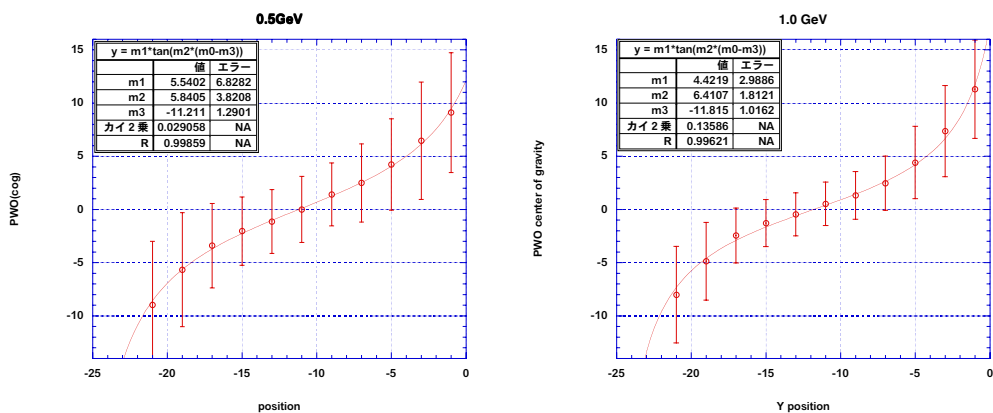 0.5GeV
y = m1*tan(m2*(m0-m3))
値 エラー
m1 5.5402 6.8282
m2 5.8405 3.8208
m3 -11.211 1.2901
カイ2乗 0.029058 NA
R 0.99859 NA
15
10
5
0
-5
-10
PWO(cog)
-25 -20 -15 -10 -5 0
position
1.0 GeV
y = m1*tan(m2*(m0-m3))
値 エラー
m1 4.4219 2.9886
m2 6.4107 1.8121
m3 -11.815 1.0162
カイ2乗 0.13586 NA
R 0.99621 NA
15
10
5
0
-5
-10
PWO center of gravity
-25 -20 -15 -10 -5 0
Y position